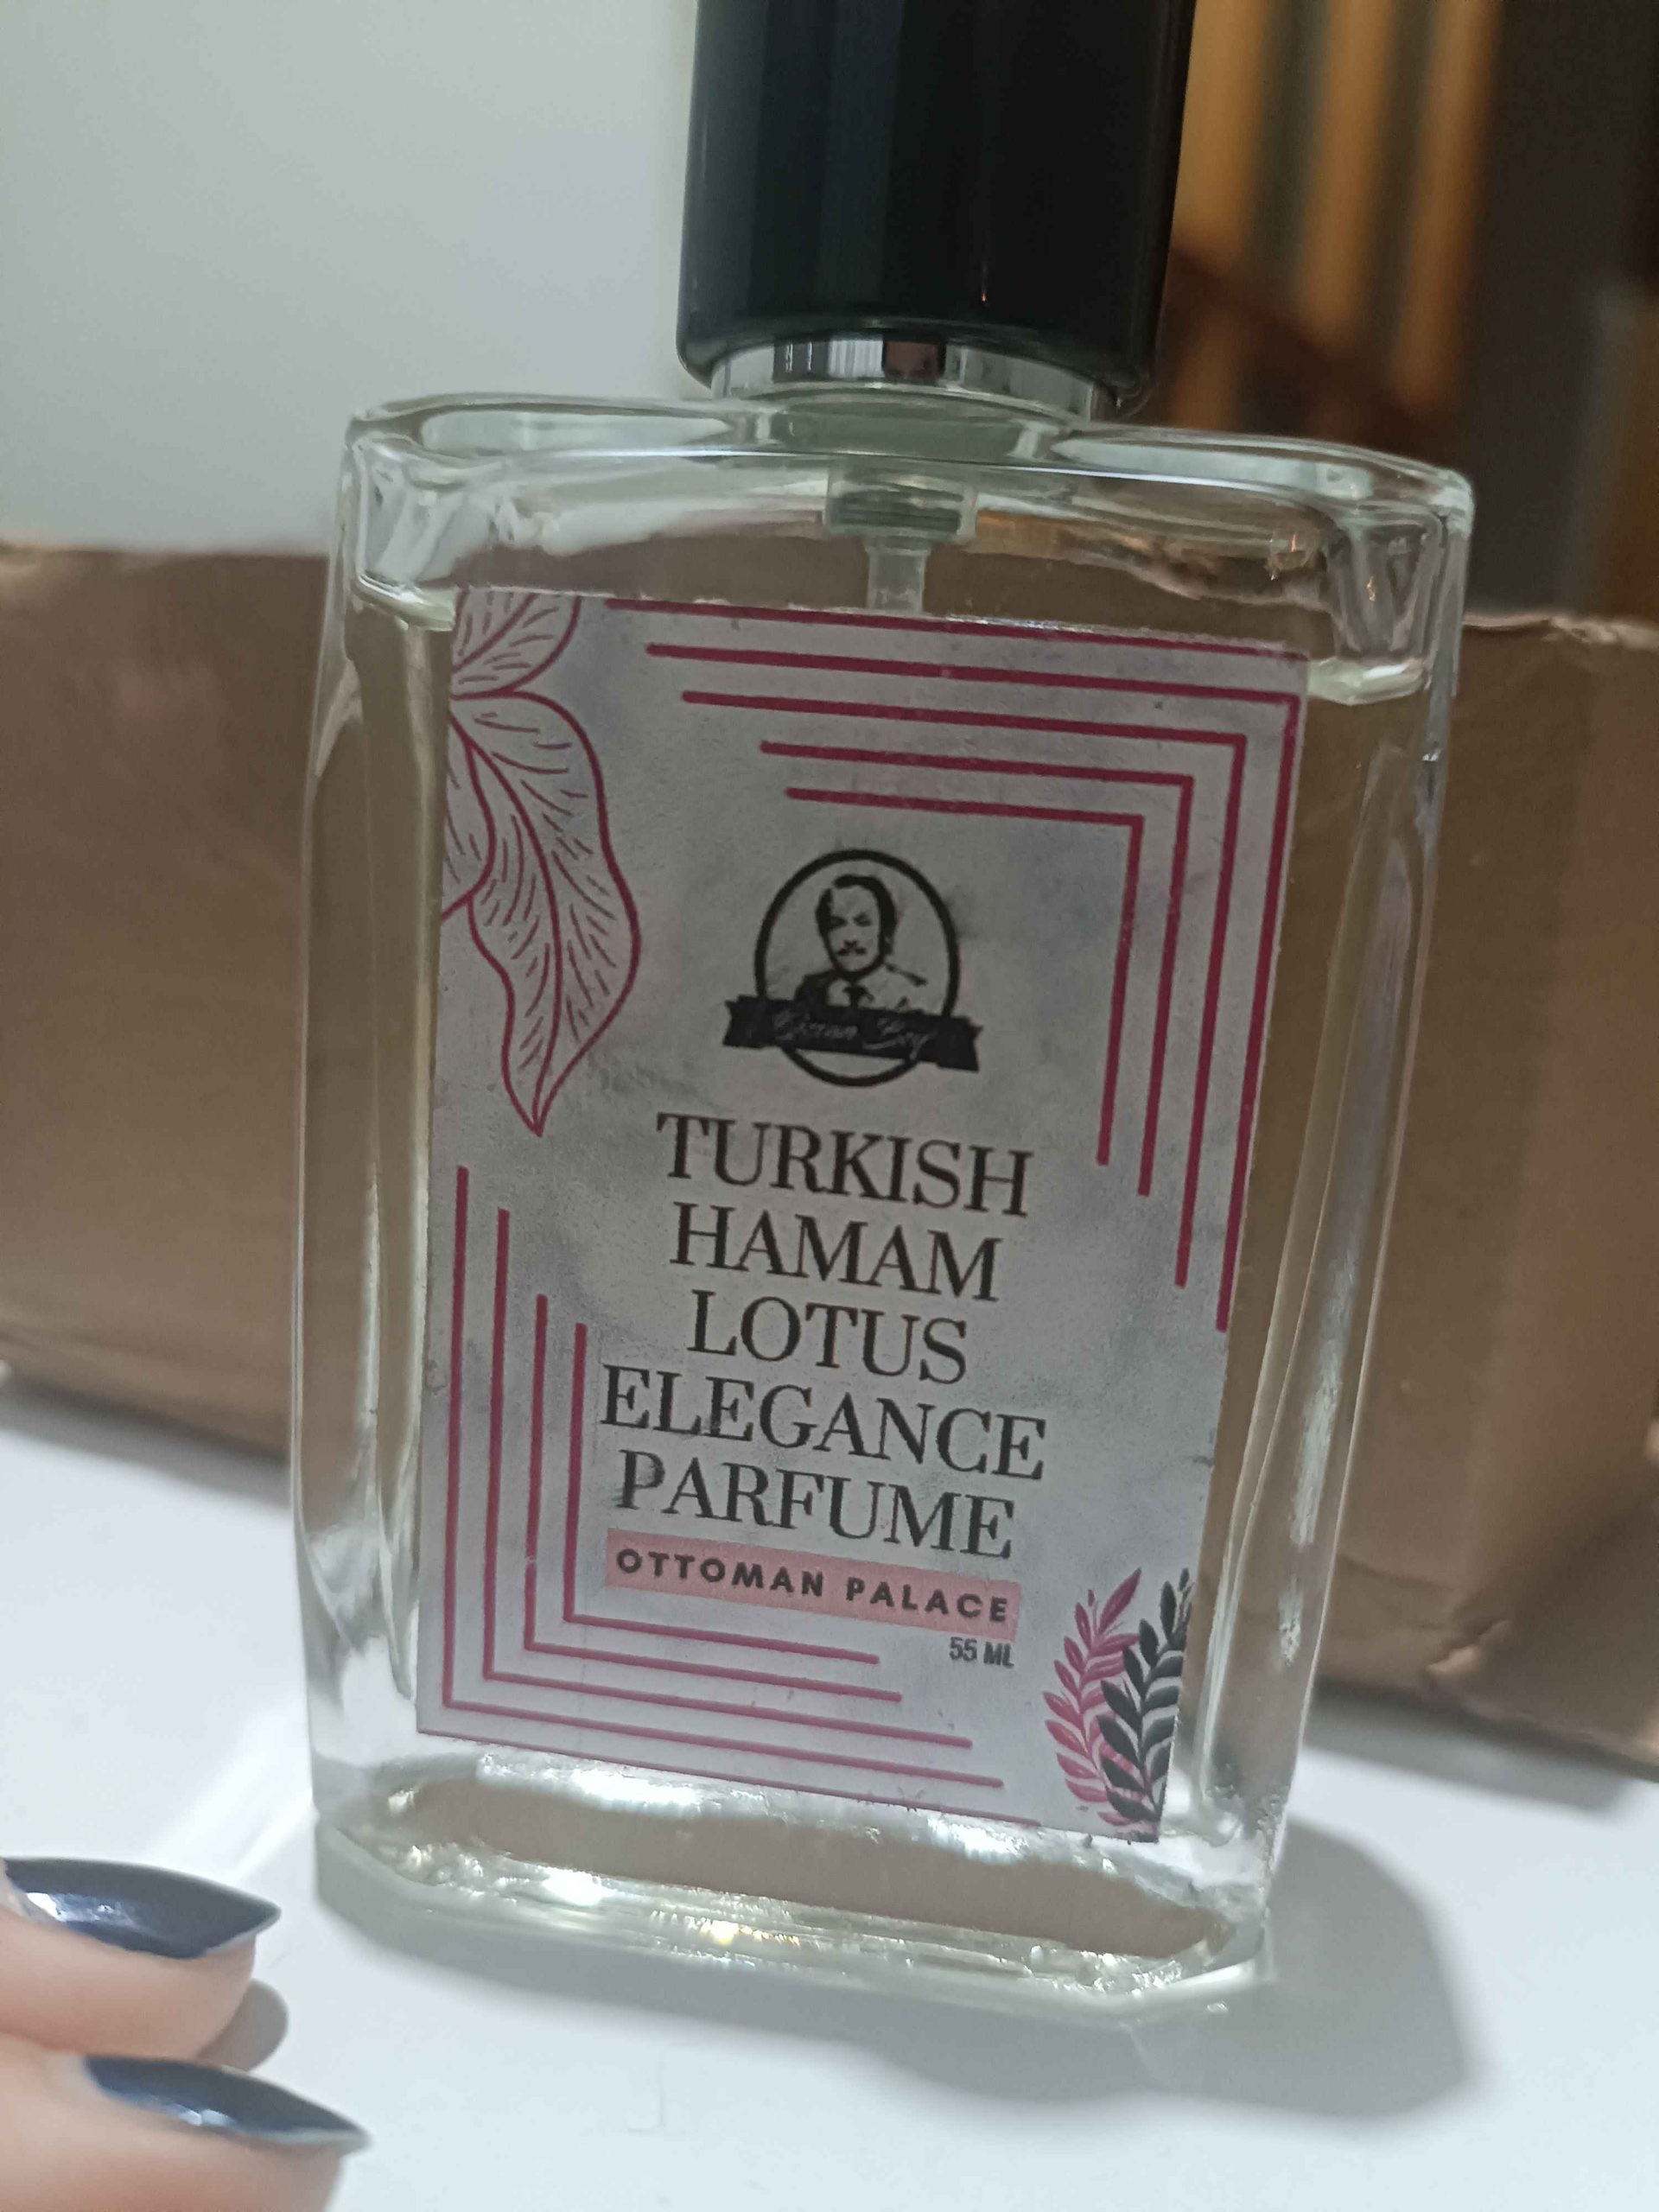 TURKISH
HAMAM
LOTUS
ELEGANCE
PARFUME
OTTOMAN PALACE
55 ML